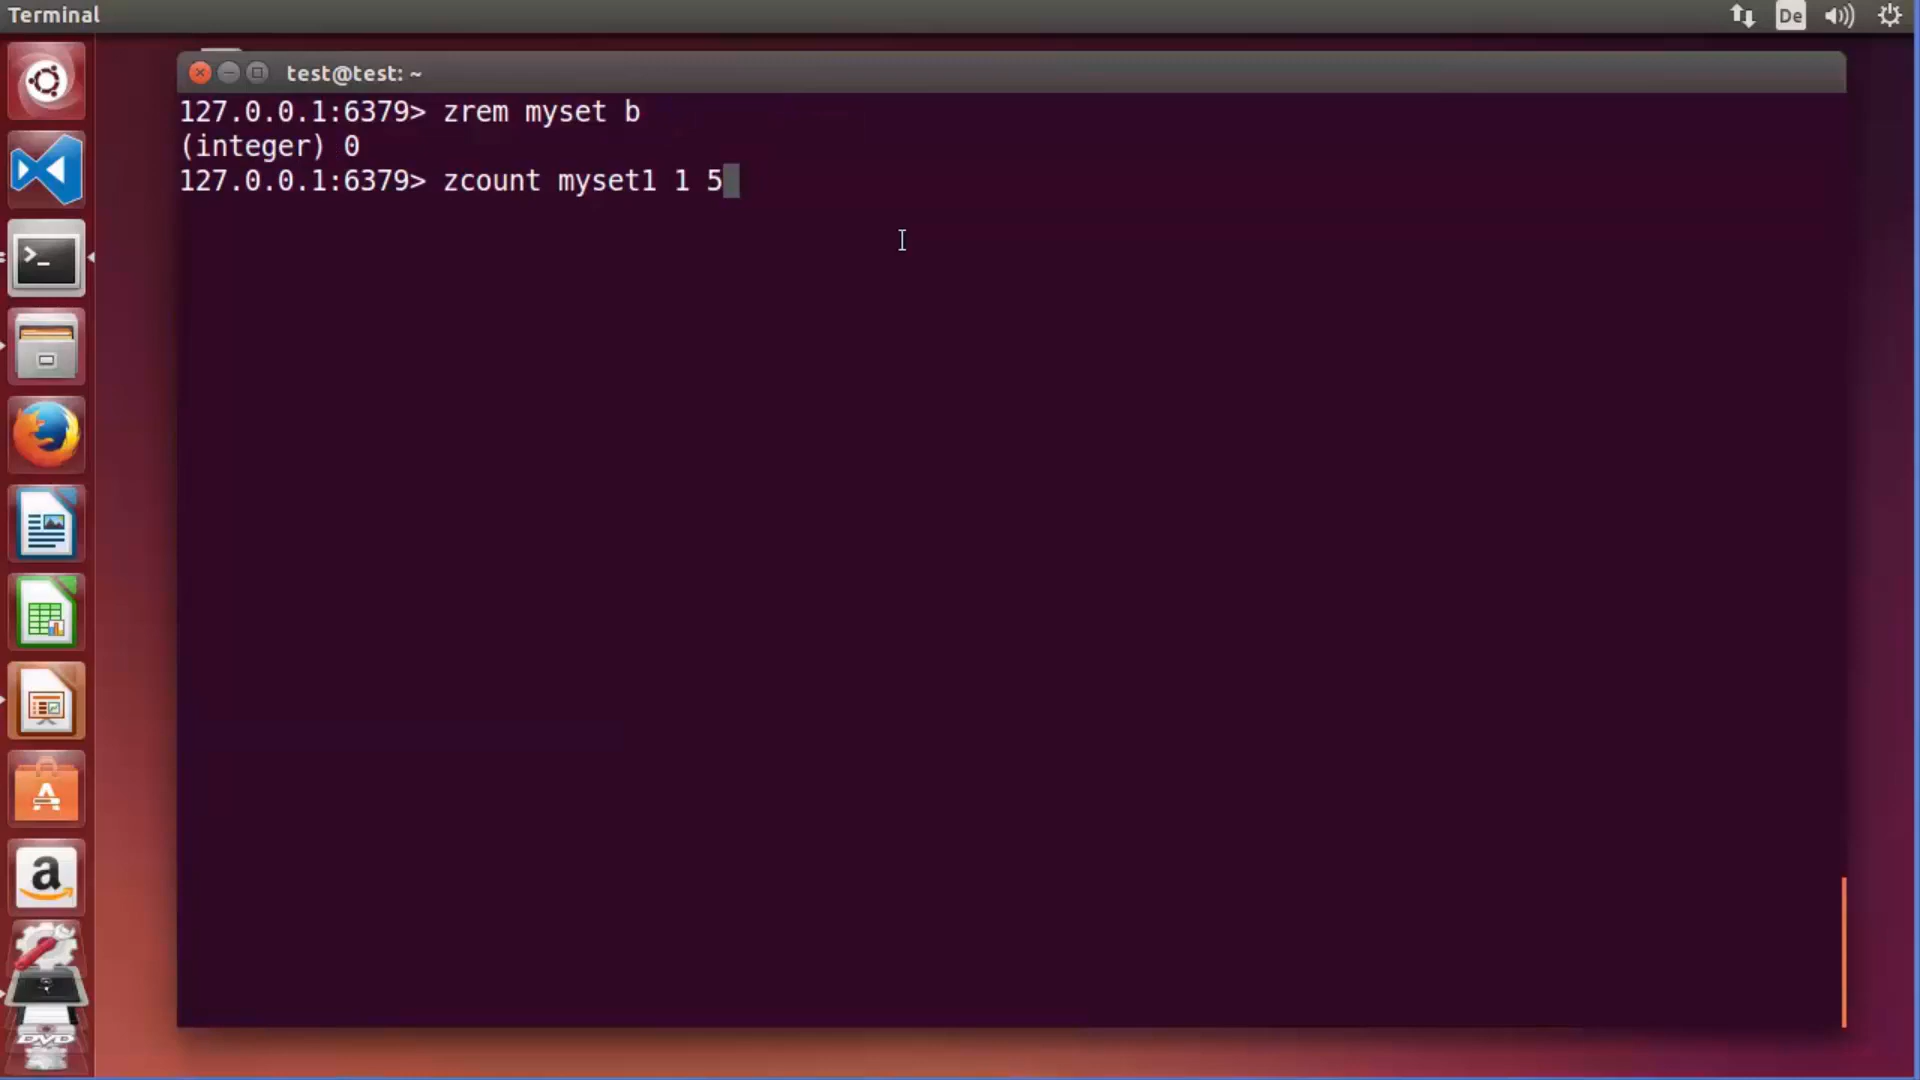 Terminal
De
test@test: ~
127.0.0.1:6379> zrem myset b
(integer) 0
127.0.0.1:6379> zcount myset1 1 5
>_
A
a
DVD